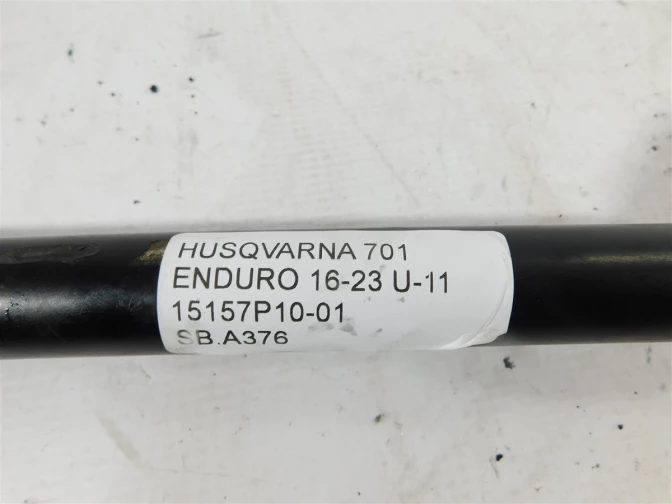 HUSQVARNA 701
ENDURO 16-23 U-11
15157P10-01
SB.A376